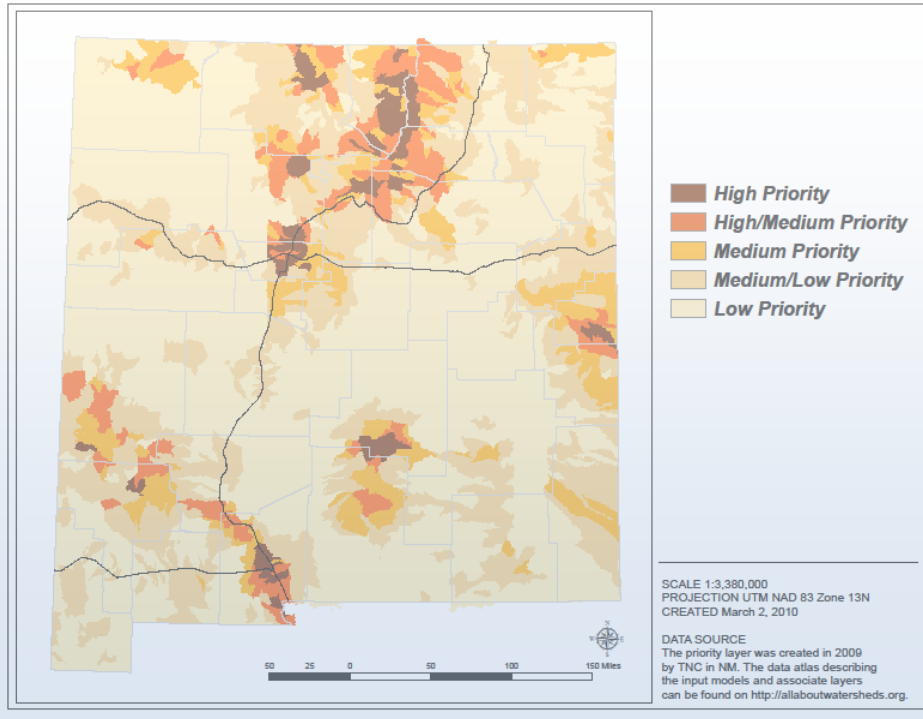 High Priority
High/Medium Priority
Medium Priority
Medium/Low Priority
Low Priority
SCALE 1:3,380,000
PROJECTION UTM NAD 83 Zone 13N
CREATED March 2, 2010
DATA SOURCE
The priority layer was created in 2009
by TNC in NM. The data atlas describing
the input models and associate layers
can be found on http://allaboutwatersheds.org.
N
W E
S
50 25 0 50 100 150 Miles